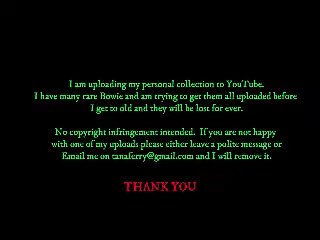 I am uploading my personal collection to YouTube.
I have many rare Bowie and am trying to get them all uploaded before
I get to old and they will be lost for ever.
No copyright infringement intended. If you are not happy
with one of my uploads please either leave a polite message or
Email me on tanaferry@gmail.com and I will remove it.
THANK YOU